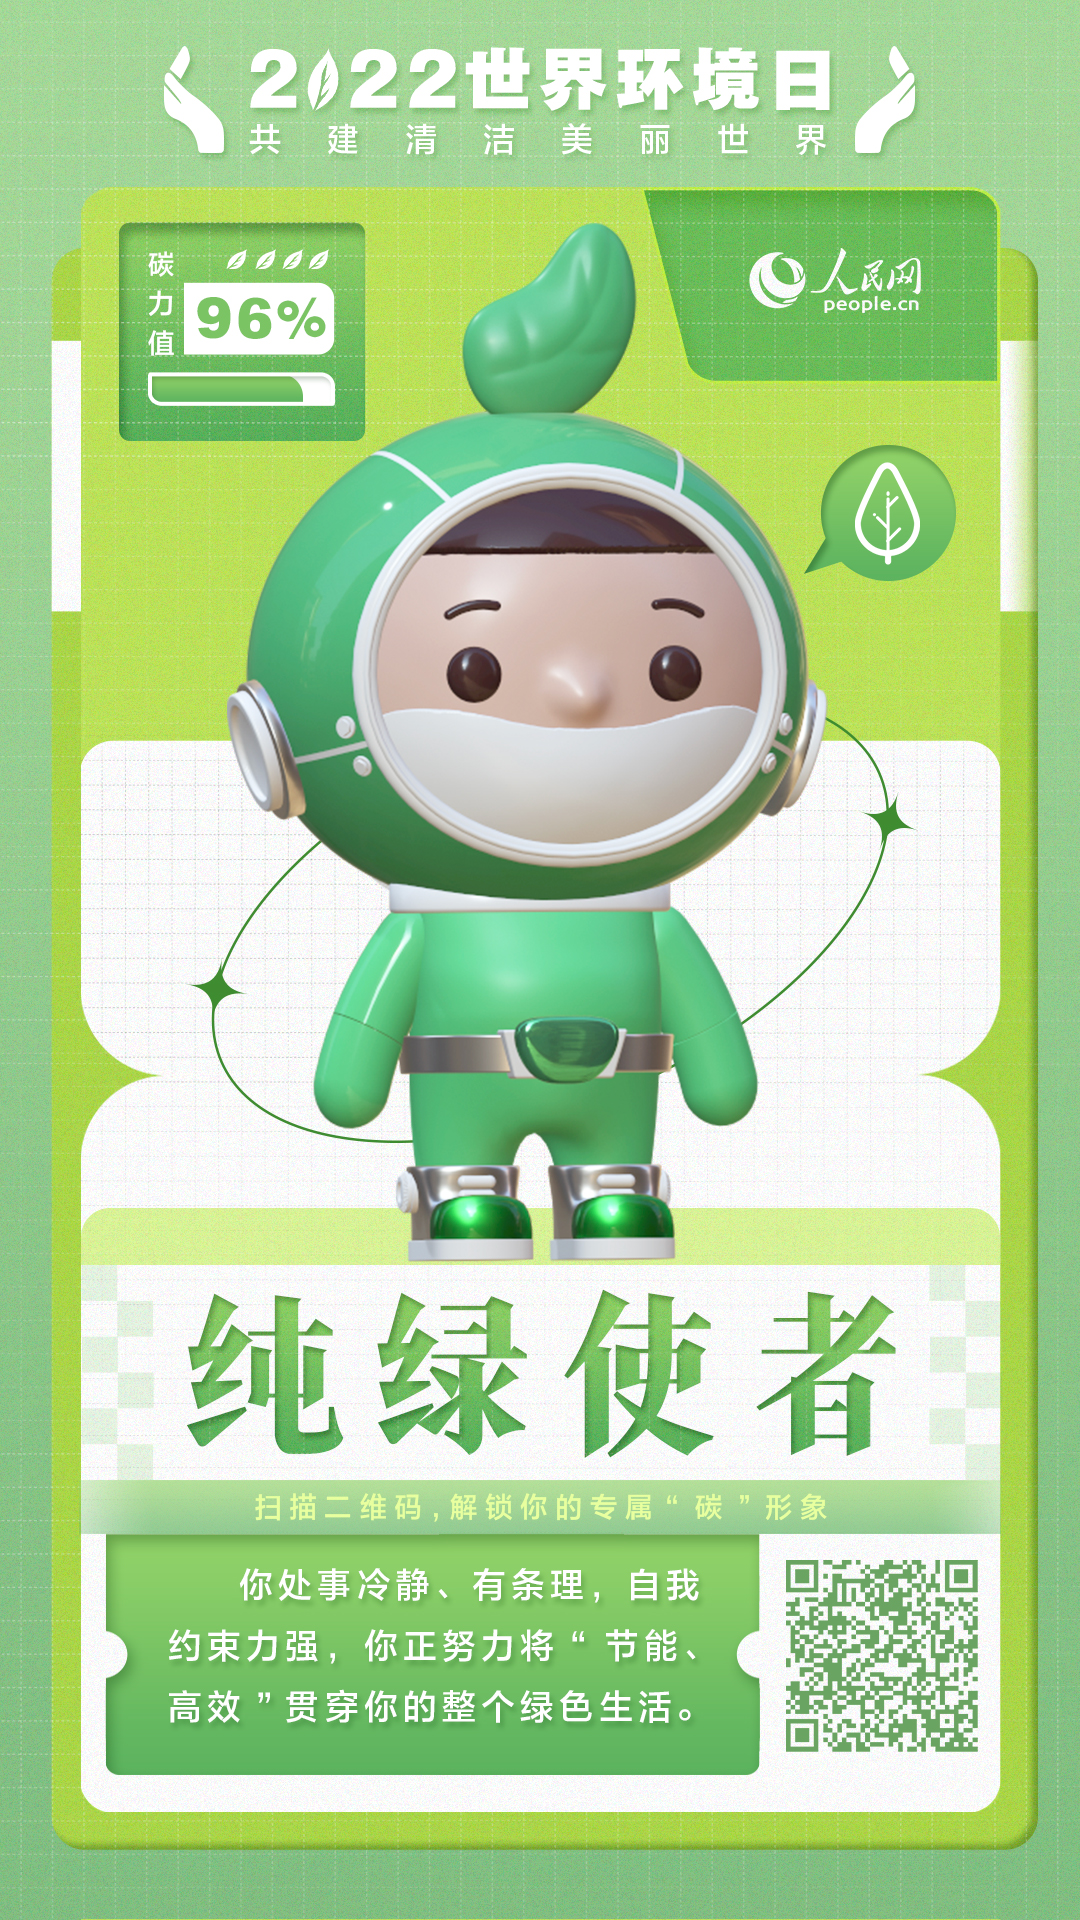 2022世界环境日
共建清洁美丽世界
碳力值
96%
人民网
people.cn
纯绿使者
扫描二维码,解锁你的专属“碳”形象
你处事冷静、有条理，自我
约束力强，你正努力将“节能、
高效”贯穿你的整个绿色生活。